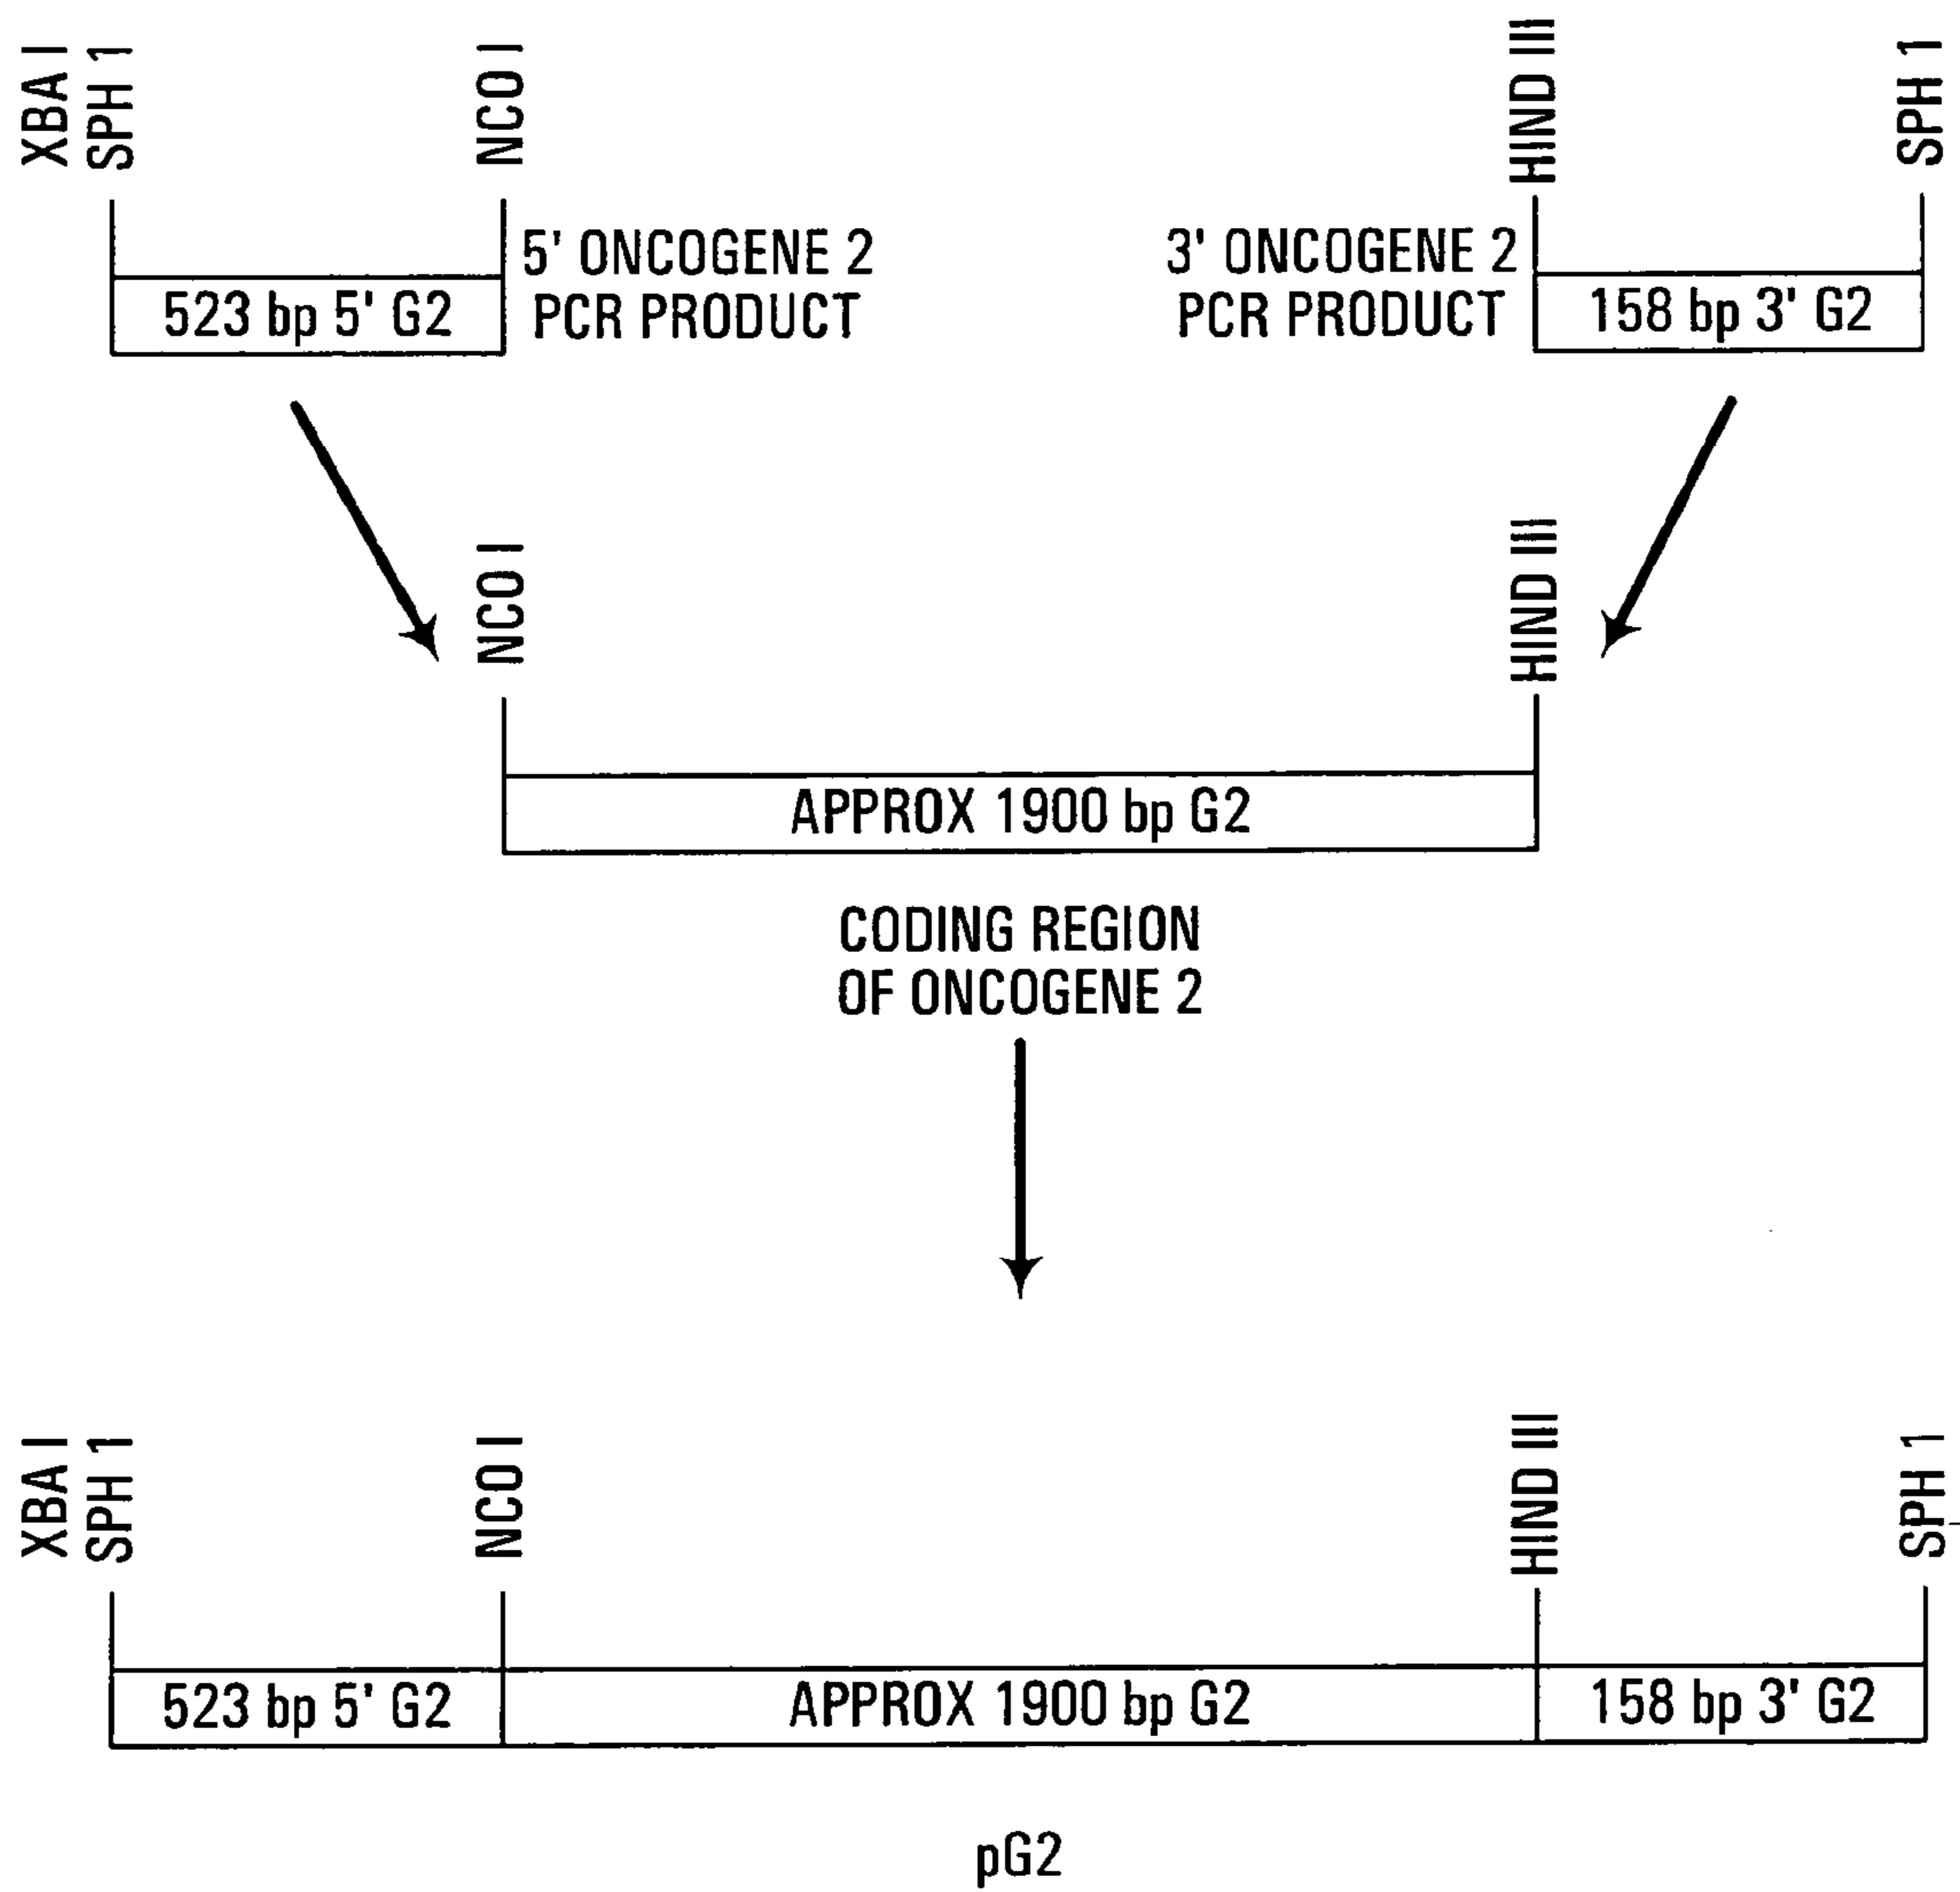 XBA I
SPH 1
NCO I
HIND III
SPH 1
5' ONCOGENE 2
PCR PRODUCT
3' ONCOGENE 2
PCR PRODUCT
523 bp 5' G2
158 bp 3' G2
NCO I
HIND III
APPROX 1900 bp G2
CODING REGION
OF ONCOGENE 2
XBA I
SPH 1
NCO I
HIND III
SPH 1
523 bp 5' G2
APPROX 1900 bp G2
158 bp 3' G2
pG2